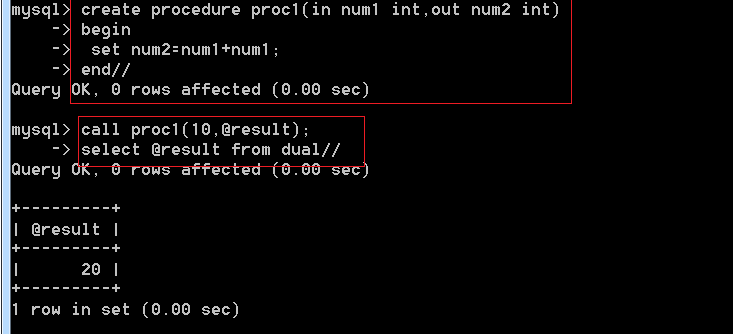 mysql> create procedure proc1(in num1 int,out num2 int)
    -> begin
    ->  set num2=num1+num1;
    -> end//
Query OK, 0 rows affected (0.00 sec)
mysql> call proc1(10,@result);
    -> select @result from dual//
Query OK, 0 rows affected (0.00 sec)
+---------+
| @result |
+---------+
|      20 |
+---------+
1 row in set (0.00 sec)